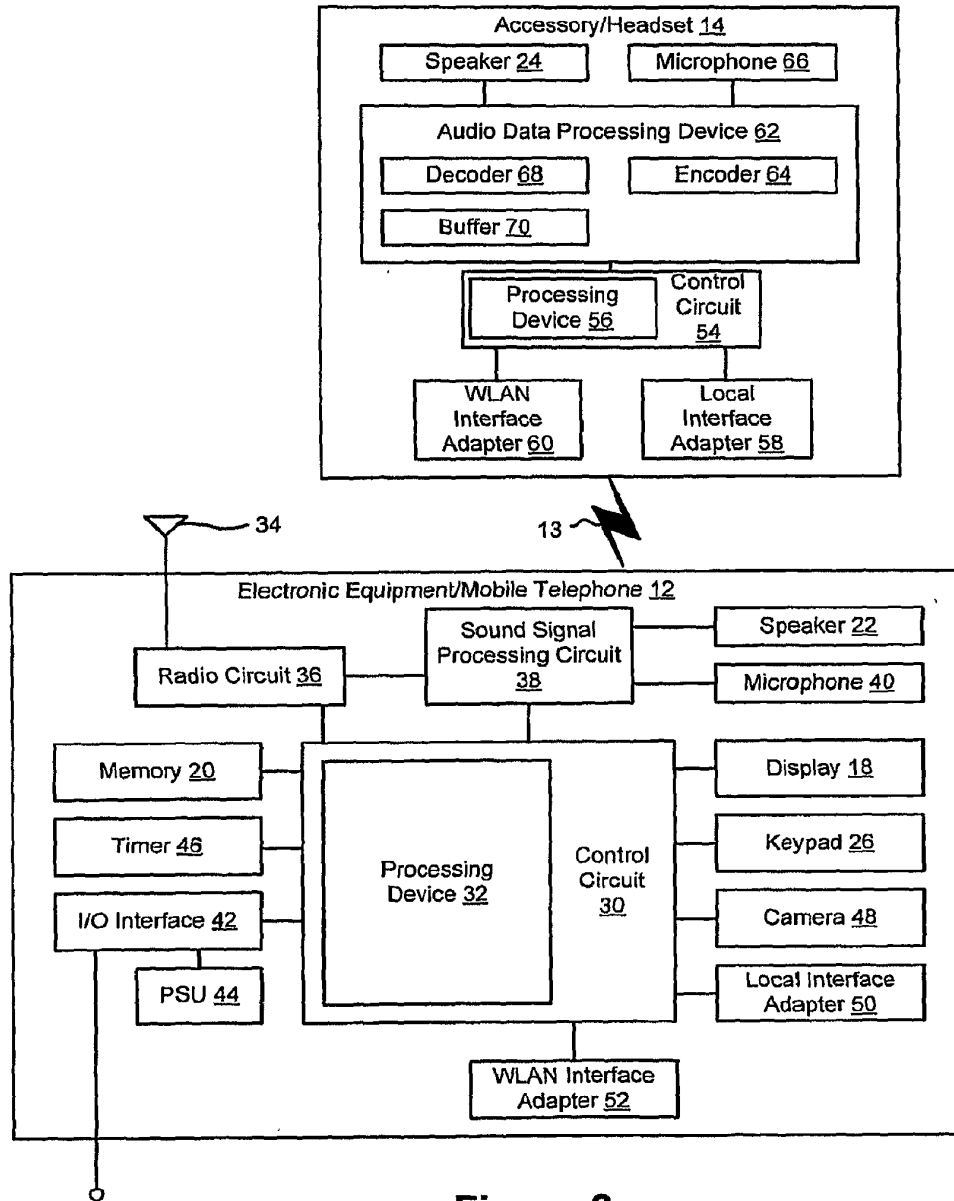 Accessory/Headset 14
Speaker 24
Microphone 66
Audio Data Processing Device 62
Decoder 68
Encoder 64
Buffer 70
Processing
Device 56
Control
Circuit
54
WLAN
Interface
Adapter 60
Local
Interface
Adapter 58
34
13
Electronic Equipment/Mobile Telephone 12
Radio Circuit 36
Sound Signal
Processing Circuit
38
Speaker 22
Microphone 40
Memory 20
Timer 46
I/O Interface 42
PSU 44
Processing
Device 32
Control
Circuit
30
Display 18
Keypad 26
Camera 48
Local Interface
Adapter 50
WLAN Interface
Adapter 52